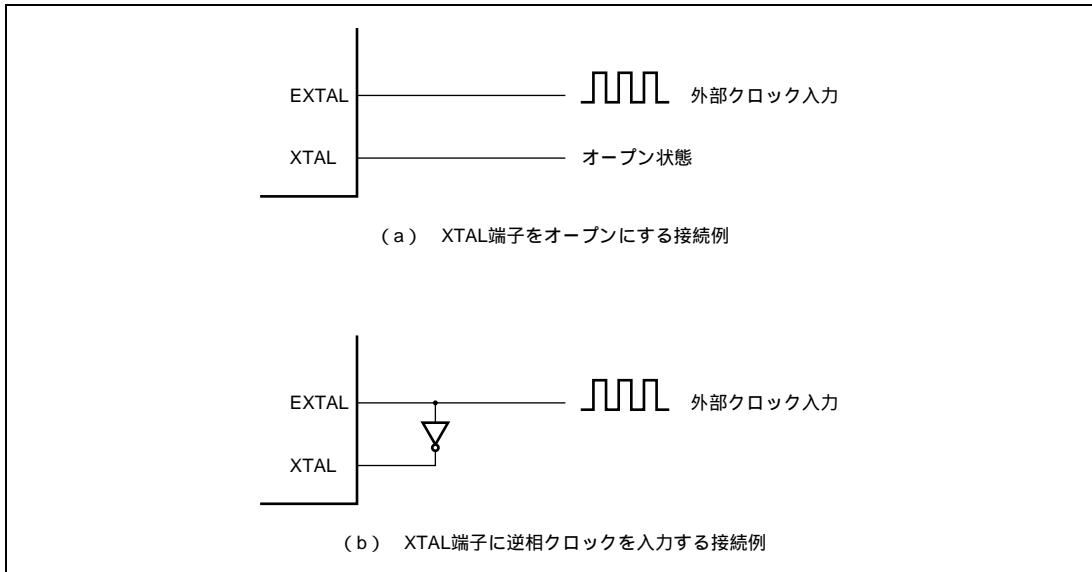 EXTAL 外部クロック入力
XTAL オープン状態
（a） XTAL端子をオープンにする接続例
EXTAL 外部クロック入力
XTAL
（b） XTAL端子に逆相クロックを入力する接続例